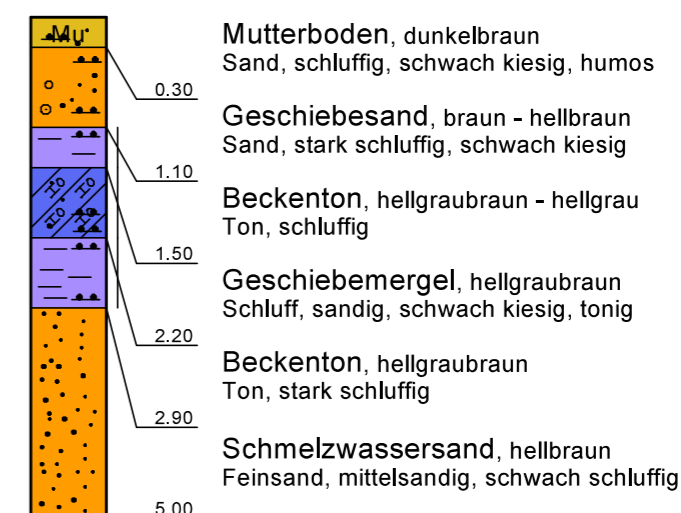 Mu
Mutterboden, dunkelbraun
Sand, schluffig, schwach kiesig, humos
0.30
Geschiebesand, braun - hellbraun
Sand, stark schluffig, schwach kiesig
1.10
Beckenton, hellgraubraun - hellgrau
Ton, schluffig
1.50
Geschiebemergel, hellgraubraun
Schluff, sandig, schwach kiesig, tonig
2.20
Beckenton, hellgraubraun
Ton, stark schluffig
2.90
Schmelzwassersand, hellbraun
Feinsand, mittelsandig, schwach schluffig
5.00